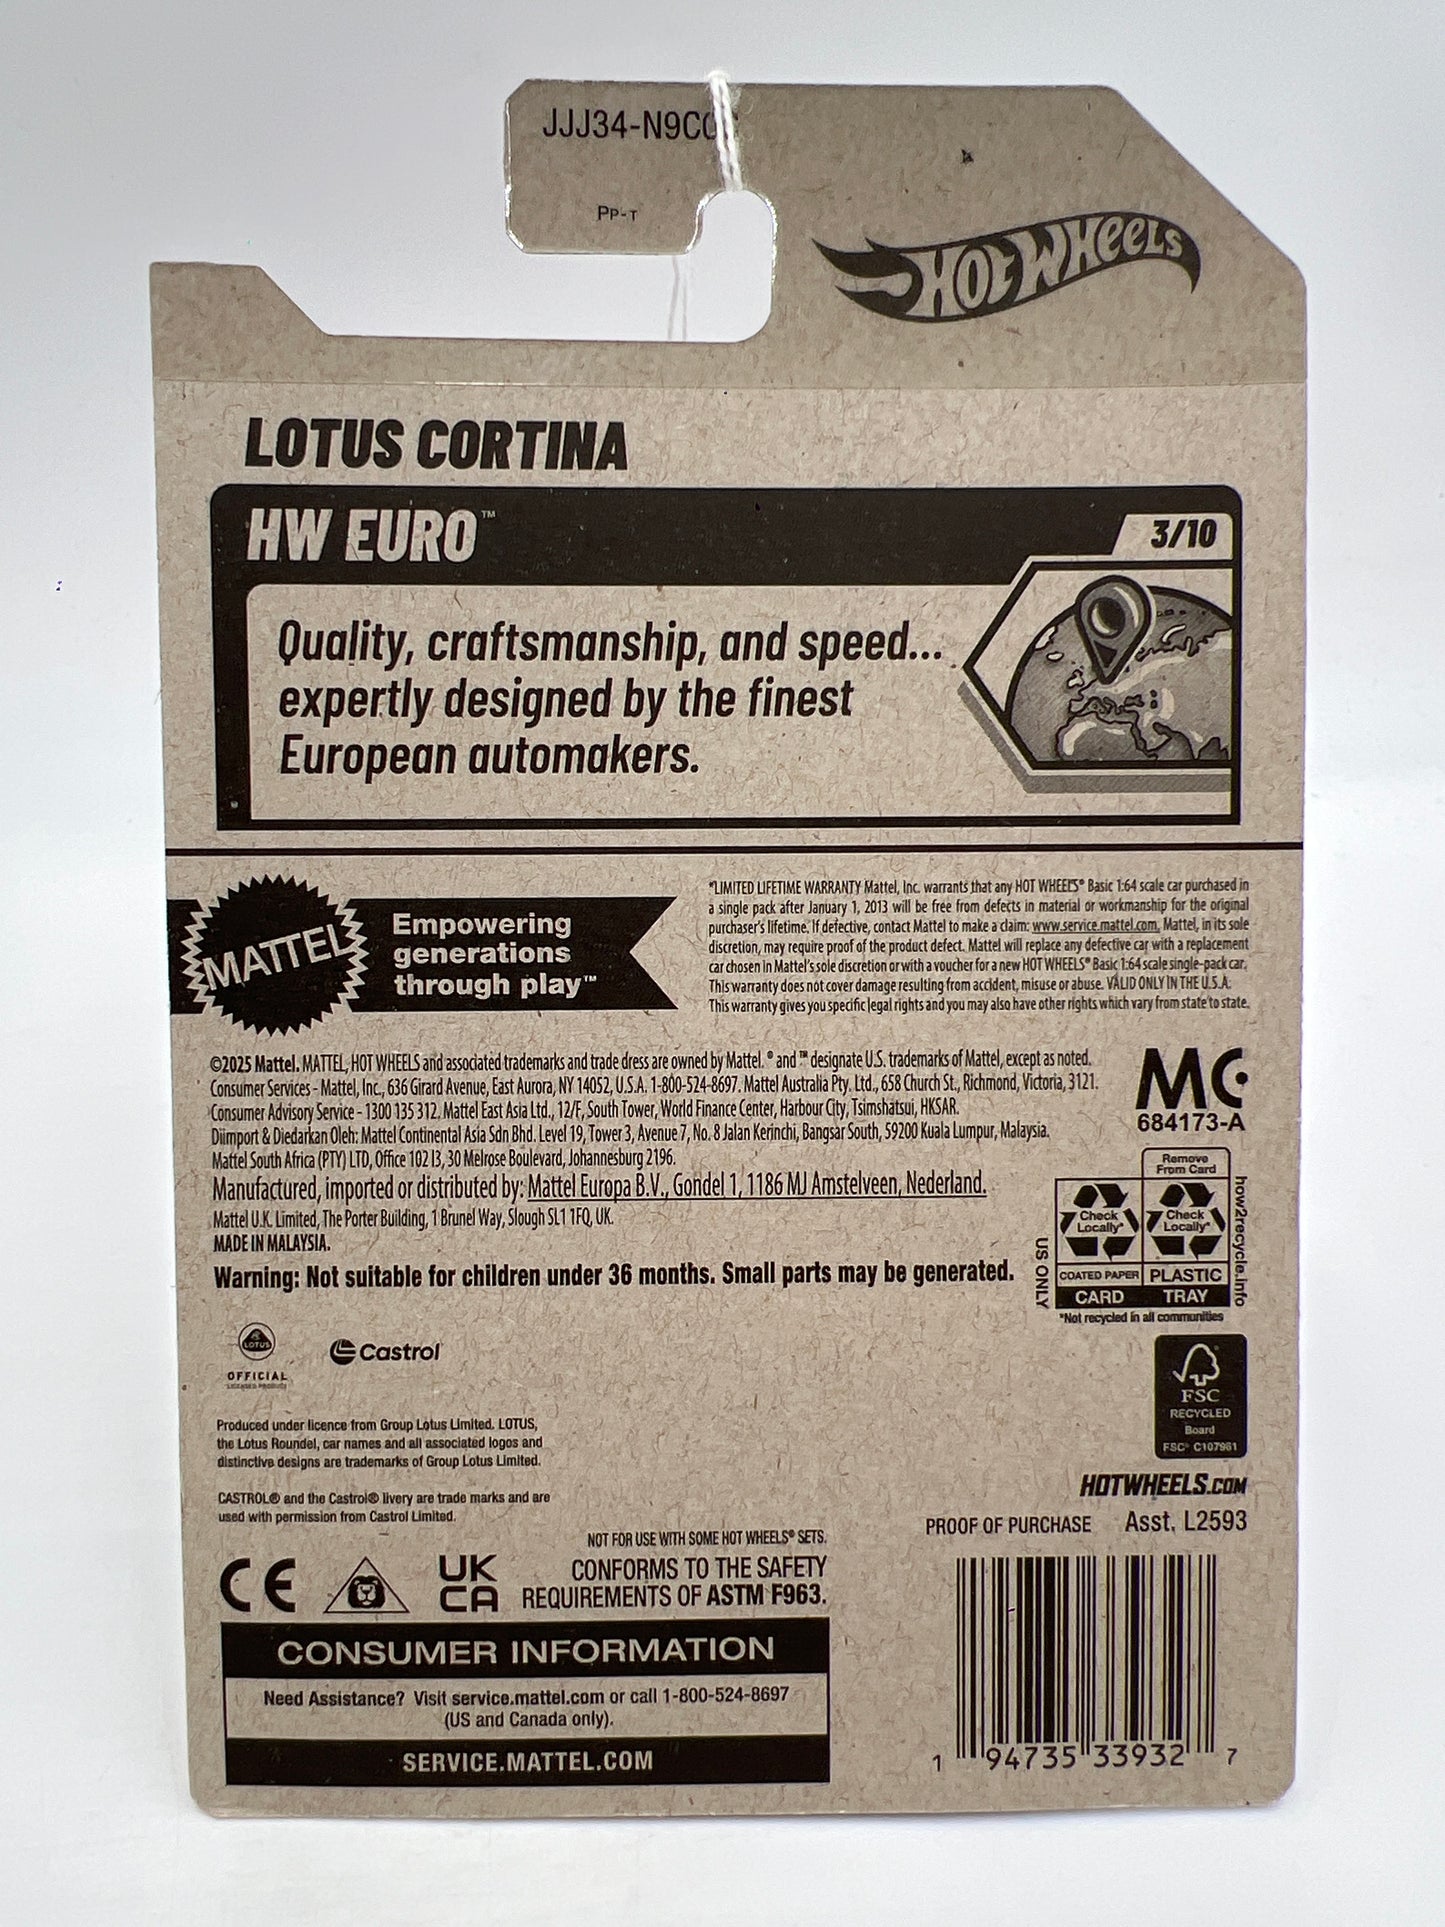 JJJ34-N9C0
PP-T
HOT WHEELS
LOTUS CORTINA
HW EURO™
3/10
Quality, craftsmanship, and speed...
expertly designed by the finest
European automakers.
MATTEL
Empowering
generations
through play™
*LIMITED LIFETIME WARRANTY Mattel, Inc. warrants that any HOT WHEELS® Basic 1:64 scale car purchased in
a single pack after January 1, 2013 will be free from defects in material or workmanship for the original
purchaser's lifetime. If defective, contact Mattel to make a claim: www.service.mattel.com. Mattel, in its sole
discretion, may require proof of the product defect. Mattel will replace any defective car with a replacement
car chosen in Mattel's sole discretion or with a voucher for a new HOT WHEELS® Basic 1:64 scale single-pack car.
This warranty does not cover damage resulting from accident, misuse or abuse. VALID ONLY IN THE U.S.A.
This warranty gives you specific legal rights and you may also have other rights which vary from state to state.
©2025 Mattel. MATTEL, HOT WHEELS and associated trademarks and trade dress are owned by Mattel. ® and ™ designate U.S. trademarks of Mattel, except as noted.
Consumer Services - Mattel, Inc., 636 Girard Avenue, East Aurora, NY 14052, U.S.A. 1-800-524-8697. Mattel Australia Pty. Ltd., 658 Church St., Richmond, Victoria, 3121.
Consumer Advisory Service - 1300 135 312. Mattel East Asia Ltd., 12/F, South Tower, World Finance Center, Harbour City, Tsimshatsui, HKSAR.
Diimport & Diedarkan Oleh: Mattel Continental Asia Sdn Bhd. Level 19, Tower 3, Avenue 7, No. 8 Jalan Kerinchi, Bangsar South, 59200 Kuala Lumpur, Malaysia.
Mattel South Africa (PTY) LTD, Office 102 I3, 30 Melrose Boulevard, Johannesburg 2196.
Manufactured, imported or distributed by: Mattel Europa B.V., Gondel 1, 1186 MJ Amstelveen, Nederland.
Mattel U.K. Limited, The Porter Building, 1 Brunel Way, Slough SL1 1FQ, UK.
MADE IN MALAYSIA.
Warning: Not suitable for children under 36 months. Small parts may be generated.
MC
684173-A
Remove
From Card
Check
Locally*
Check
Locally*
COATED PAPER
PLASTIC
CARD
TRAY
US ONLY
how2recycle.info
*Not recycled in all communities
LOTUS
OFFICIAL
LICENSED PRODUCT
Castrol
FSC
RECYCLED
Board
FSC® C107961
Produced under licence from Group Lotus Limited. LOTUS,
the Lotus Roundel, car names and all associated logos and
distinctive designs are trademarks of Group Lotus Limited.
CASTROL® and the Castrol® livery are trade marks and are
used with permission from Castrol Limited.
HOTWHEELS.COM
PROOF OF PURCHASE
Asst. L2593
NOT FOR USE WITH SOME HOT WHEELS® SETS.
CE
UK
CA
CONFORMS TO THE SAFETY
REQUIREMENTS OF ASTM F963.
CONSUMER INFORMATION
Need Assistance? Visit service.mattel.com or call 1-800-524-8697
(US and Canada only).
SERVICE.MATTEL.COM
1 94735 33932 7